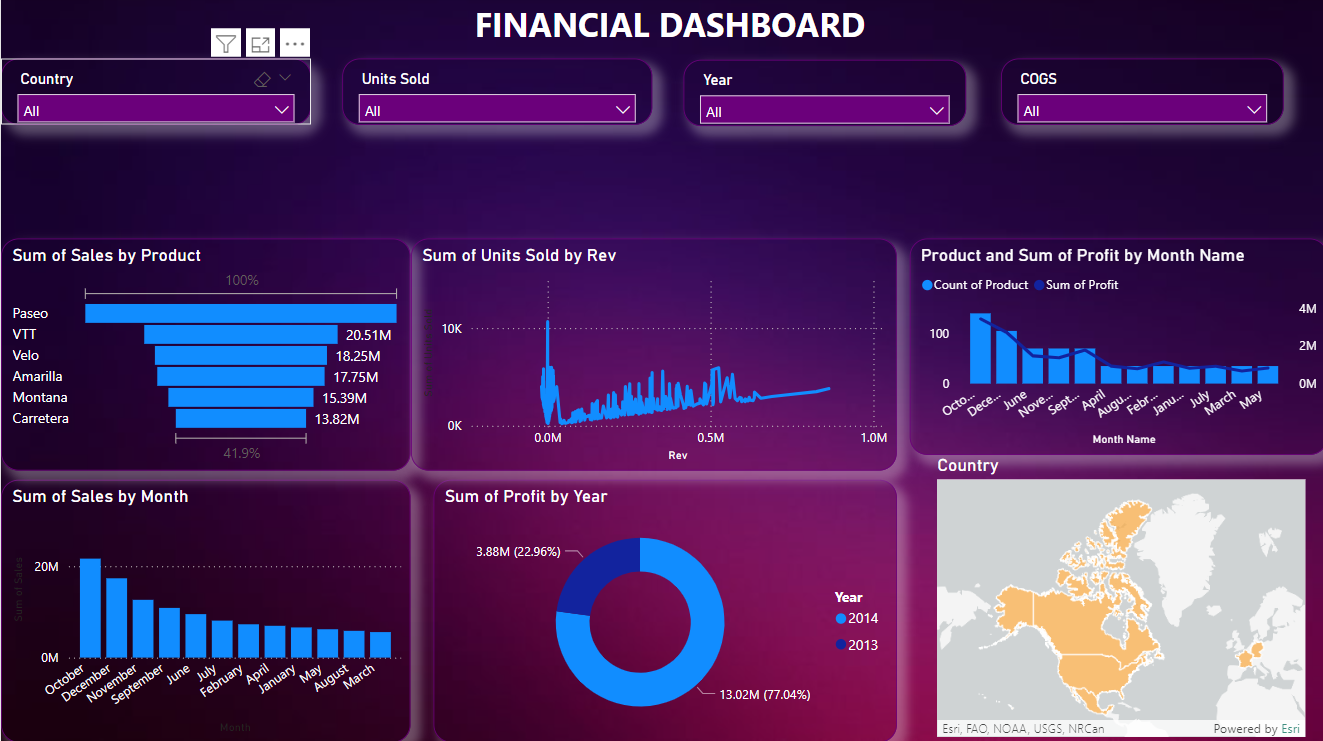 FINANCIAL DASHBOARD
Country
All
Units Sold
All
Year
All
COGS
All
Sum of Sales by Product
100%
Paseo
VTT 20.51M
Velo 18.25M
Amarilla 17.75M
Montana 15.39M
Carretera 13.82M
41.9%
Sum of Units Sold by Rev
10K
0K
0.0M 0.5M 1.0M
Rev
Product and Sum of Profit by Month Name
Count of Product Sum of Profit
100
0
4M
2M
0M
Octo... Dece... June Nove... Sept... April Augu... Febr... Janu... July March May
Month Name
Sum of Sales by Month
Sum of Sales
20M
0M
October December November September June July February April January May August March
Month
Sum of Profit by Year
3.88M (22.96%)
13.02M (77.04%)
Year
2014
2013
Country
Esri, FAO, NOAA, USGS, NRCan
Powered by Esri